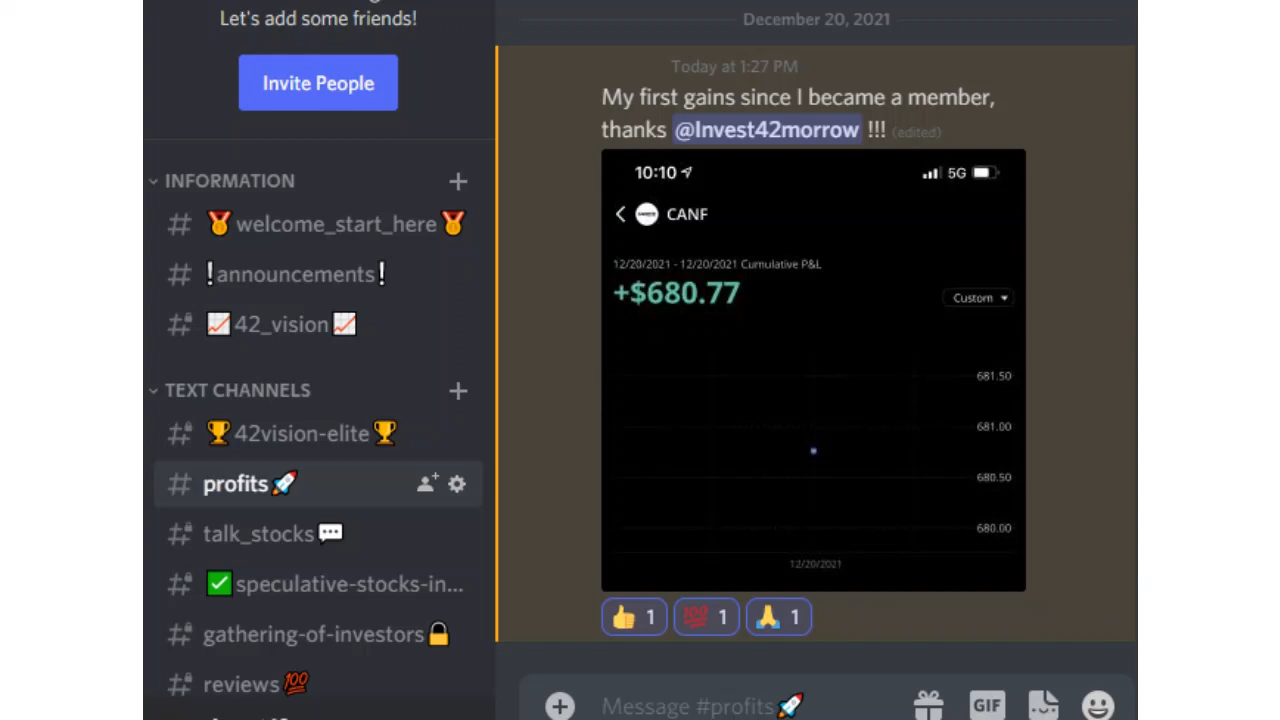 Let's add some friends!
Invite People
INFORMATION
welcome_start_here
❗announcements❗
42_vision
TEXT CHANNELS
42vision-elite
profits
talk_stocks
speculative-stocks-in...
gathering-of-investors
reviews
December 20, 2021
Today at 1:27 PM
My first gains since I became a member,
thanks @Invest42morrow !!! (edited)
10:10 5G
CANF
12/20/2021 - 12/20/2021 Cumulative P&L
+$680.77
Custom
681.50
681.00
680.50
680.00
12/20/2021
1 1 1
Message #profits
GIF